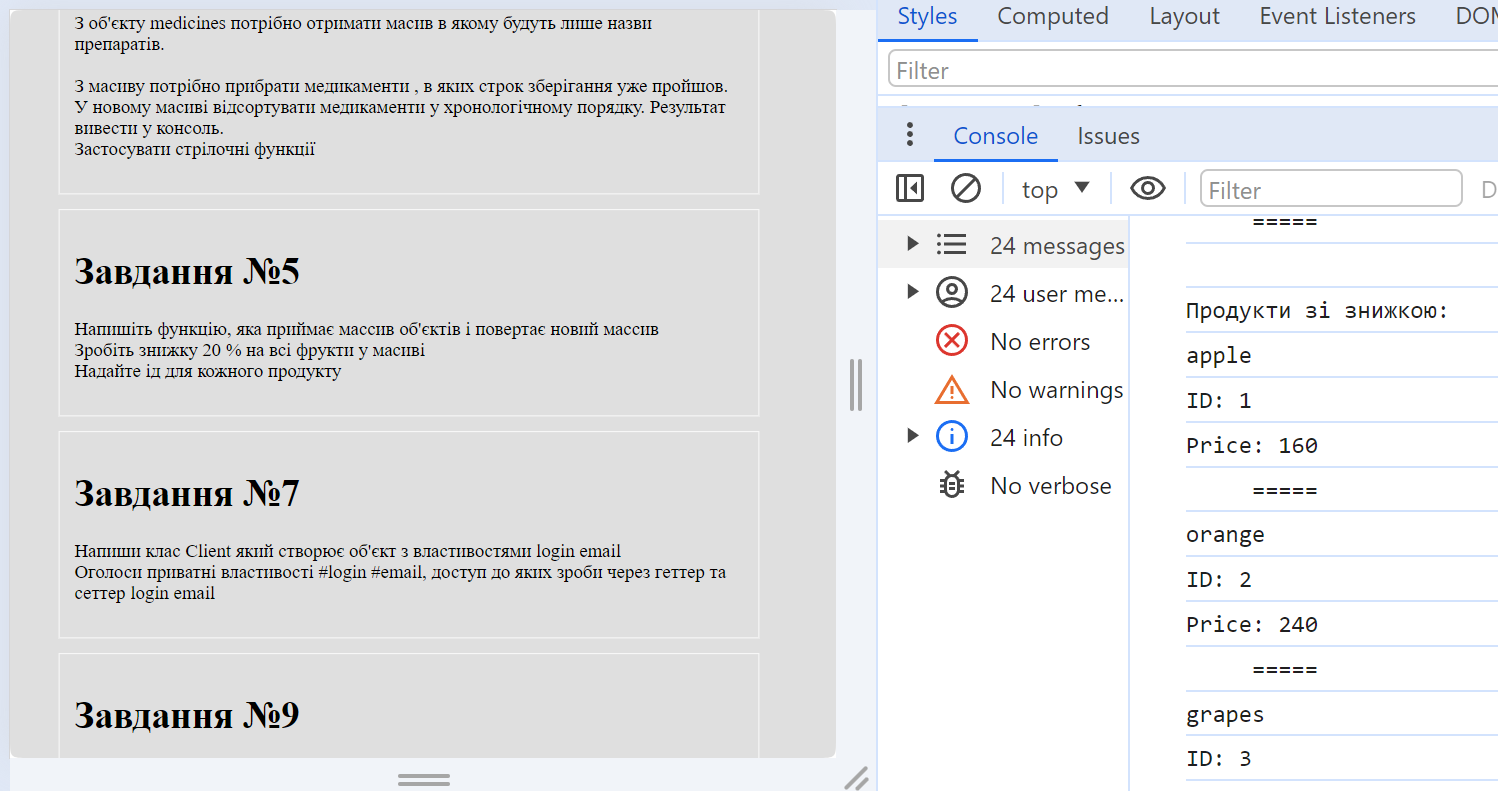 З об'єкту medicines потрібно отримати масив в якому будуть лише назви
препаратів.
З масиву потрібно прибрати медикаменти , в яких строк зберігання уже пройшов.
У новому масиві відсортувати медикаменти у хронологічному порядку. Результат
вивести у консоль.
Застосувати стрілочні функції
Завдання №5
Напишіть функцію, яка приймає массив об'єктів і повертає новий массив
Зробіть знижку 20 % на всі фрукти у масиві
Надайте ід для кожного продукту
Завдання №7
Напиши клас Client який створює об'єкт з властивостями login email
Оголоси приватні властивості #login #email, доступ до яких зроби через геттер та
сеттер login email
Завдання №9
Styles Computed Layout Event Listeners DOM
Filter
Console Issues
top Filter D
24 messages
24 user me...
No errors
No warnings
24 info
No verbose
=====
Продукти зі знижкою:
apple
ID: 1
Price: 160
=====
orange
ID: 2
Price: 240
=====
grapes
ID: 3